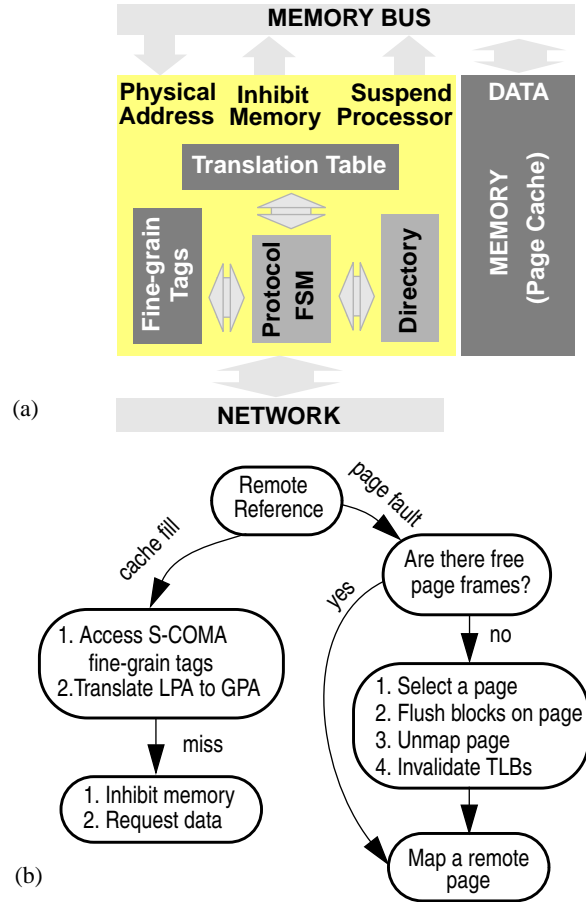 MEMORY BUS
Physical
Address
Inhibit
Memory
Suspend
Processor
DATA
Translation Table
Fine-grain
Tags
Protocol
FSM
Directory
MEMORY
(Page Cache)
(a)
NETWORK
Remote
Reference
cache fill
page fault
Are there free
page frames?
yes
no
1. Access S-COMA
fine-grain tags
2.Translate LPA to GPA
miss
1. Inhibit memory
2. Request data
1. Select a page
2. Flush blocks on page
3. Unmap page
4. Invalidate TLBs
Map a remote
page
(b)